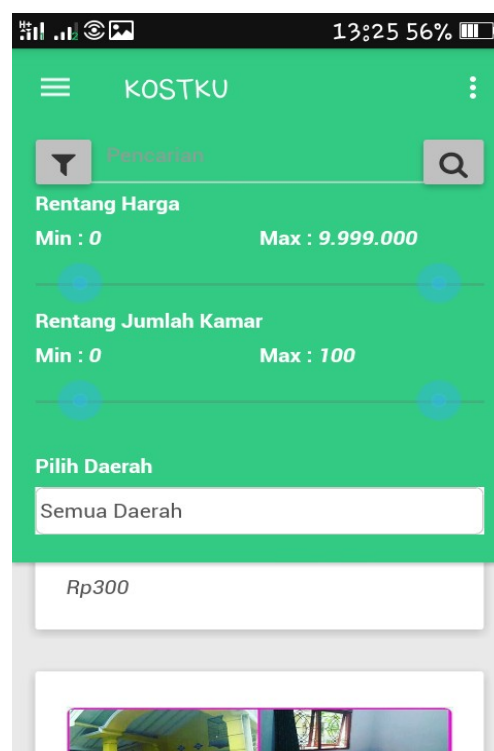 H+ 2 13:25 56%
KOSTKU
Pencarian
Rentang Harga
Min : 0 Max : 9.999.000
Rentang Jumlah Kamar
Min : 0 Max : 100
Pilih Daerah
Semua Daerah
Rp300